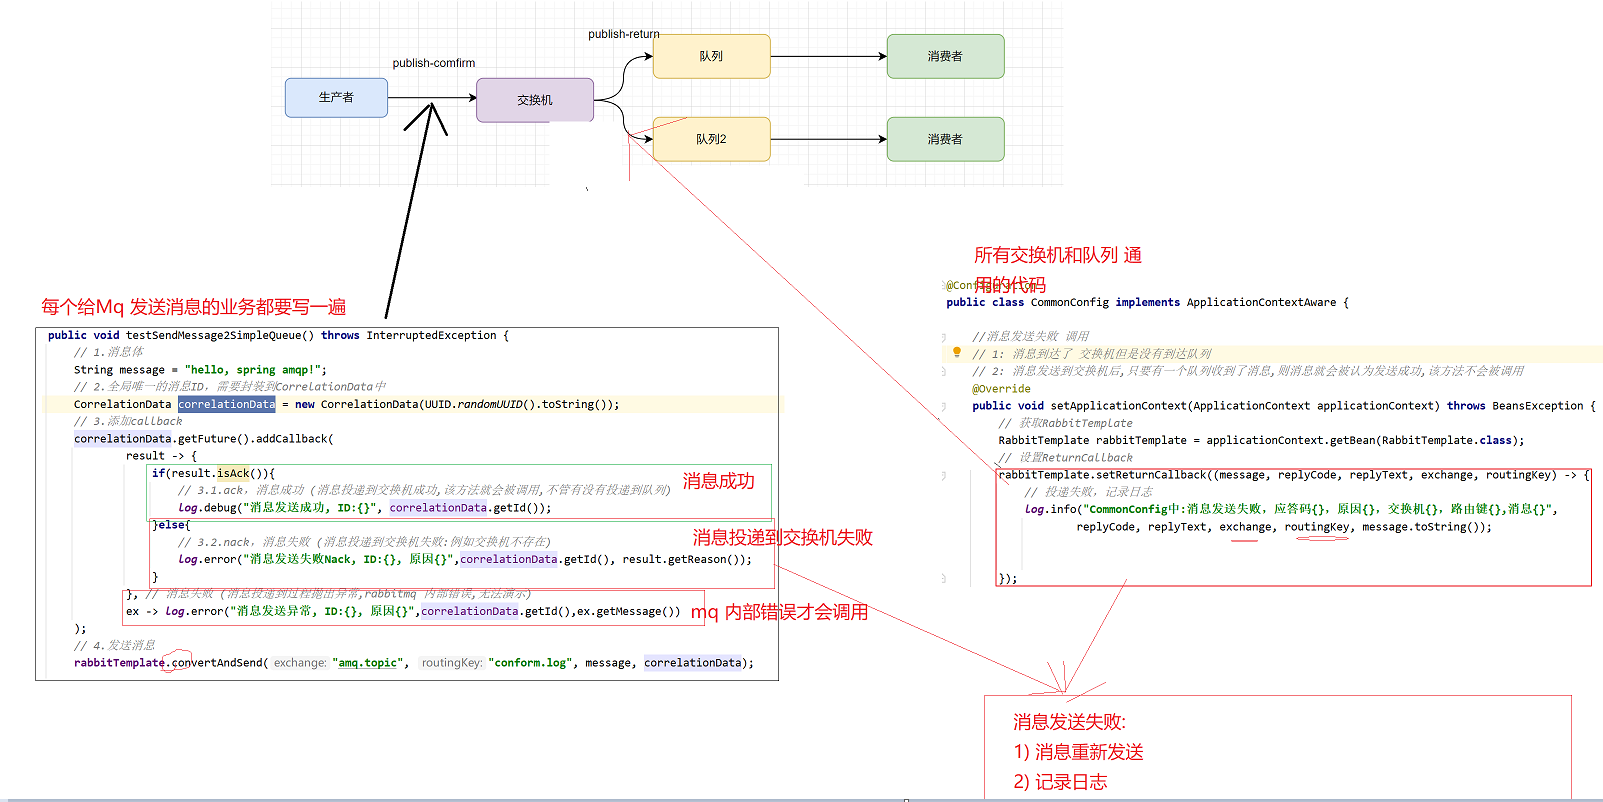 publish-return
publish-comfirm
生产者
交换机
队列
消费者
队列2
消费者
每个给Mq 发送消息的业务都要写一遍
public void testSendMessage2SimpleQueue() throws InterruptedException {
// 1.消息体
String message = "hello, spring amqp!";
// 2.全局唯一的消息ID, 需要封装到CorrelationData中
CorrelationData correlationData = new CorrelationData(UUID.randomUUID().toString());
// 3.添加callback
correlationData.getFuture().addCallback(
result -> {
if(result.isAck()){
// 3.1.ack, 消息成功 (消息投递到交换机成功,该方法就会被调用,不管有没有投递到队列)
消息成功
log.debug("消息发送成功, ID:{}", correlationData.getId());
}else{
// 3.2.nack, 消息失败 (消息投递到交换机失败:例如交换机不存在)
消息投递到交换机失败
log.error("消息发送失败Nack, ID:{}, 原因{}",correlationData.getId(), result.getReason());
}
}, // 消息失败 (消息投递到过程抛出异常,rabbitmq 内部错误,无法演示)
ex -> log.error("消息发送异常, ID:{}, 原因{}",correlationData.getId(),ex.getMessage())
mq 内部错误才会调用
);
// 4.发送消息
rabbitTemplate.convertAndSend( exchange: "amq.topic", routingKey: "conform.log", message, correlationData);
所有交换机和队列 通
用的代码
public class CommonConfig implements ApplicationContextAware {
//消息发送失败 调用
// 1: 消息到达了 交换机但是没有到达队列
// 2: 消息发送到交换机后,只要有一个队列收到了消息,则消息就会被认为发送成功,该方法不会被调用
@Override
public void setApplicationContext(ApplicationContext applicationContext) throws BeansException {
// 获取RabbitTemplate
RabbitTemplate rabbitTemplate = applicationContext.getBean(RabbitTemplate.class);
// 设置ReturnCallback
rabbitTemplate.setReturnCallback((message, replyCode, replyText, exchange, routingKey) -> {
// 投递失败, 记录日志
log.info("CommonConfig中:消息发送失败, 应答码{}, 原因{}, 交换机{}, 路由键{},消息{}",
replyCode, replyText, exchange, routingKey, message.toString());
});
消息发送失败:
1) 消息重新发送
2) 记录日志